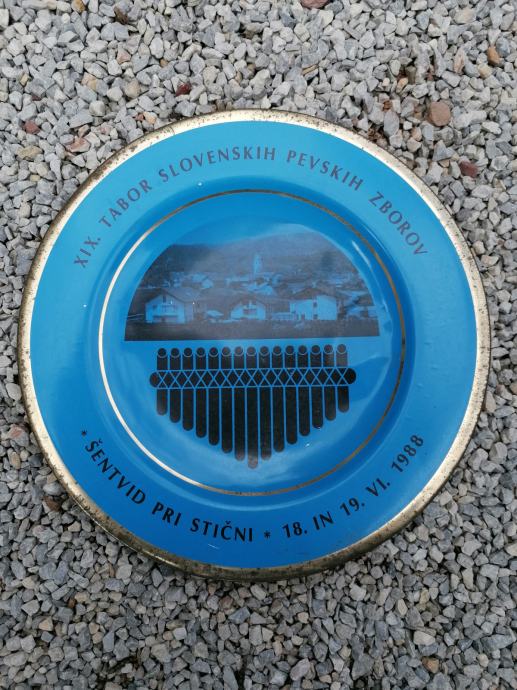 XIX. TABOR SLOVENSKIH PEVSKIH ZBOROV
* ŠENTVID PRI STIČNI * 18. IN 19. VI. 1988